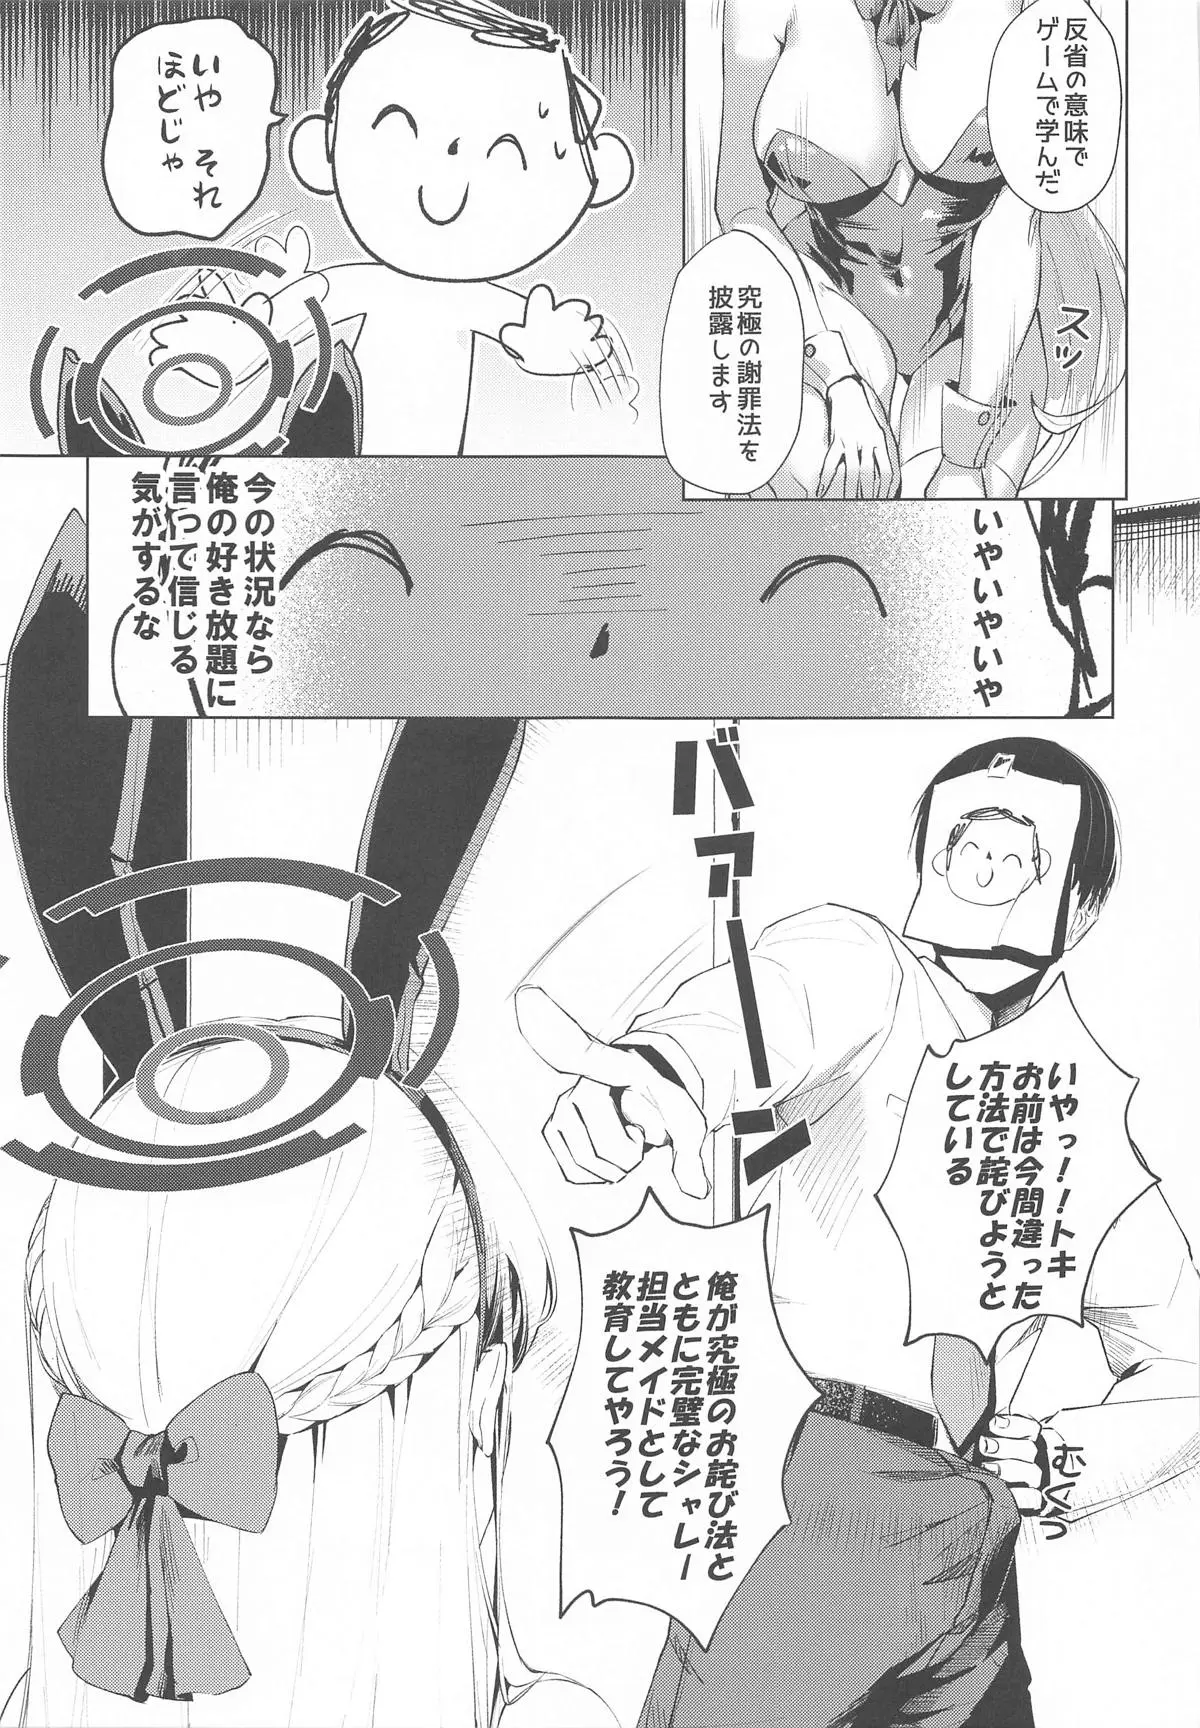 反省の意味で
ゲームで学んだ
スッ
究極の謝罪法を
披露します
いや それ
ほどじゃ
いやいやいや
今の状況なら
俺の好き放題に
言って信じる
気がするな
バァーーン
いやっ！！トキ
お前は今間違った
方法で詫びようと
している
むくっ
俺が究極のお詫び法と
ともに完璧なシャレー
担当メイドとして
教育してやろう！